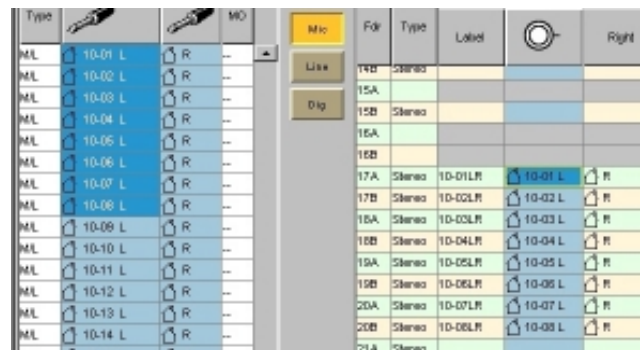 Type MO
M/L 10-01 L R --
M/L 10-02 L R --
M/L 10-03 L R --
M/L 10-04 L R --
M/L 10-05 L R --
M/L 10-06 L R --
M/L 10-07 L R --
M/L 10-08 L R --
M/L 10-09 L R --
M/L 10-10 L R --
M/L 10-11 L R --
M/L 10-12 L R --
M/L 10-13 L R --
M/L 10-14 L R --
Mic
Line
Dig
Fdr Type Label Right
14B Stereo
15A
15B Stereo
16A
16B
17A Stereo 10-01LR 10-01 L R
17B Stereo 10-02LR 10-02 L R
18A Stereo 10-03LR 10-03 L R
18B Stereo 10-04LR 10-04 L R
19A Stereo 10-05LR 10-05 L R
19B Stereo 10-06LR 10-06 L R
20A Stereo 10-07LR 10-07 L R
20B Stereo 10-08LR 10-08 L R
21A Stereo